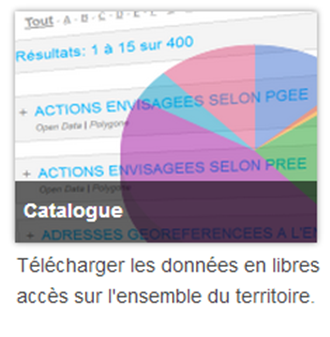 Tout - A - B - C - D - E - L
Résultats: 1 à 15 sur 400
+ ACTIONS ENVISAGEES SELON PGEE
Open Data | Polygone
+ ACTIONS ENVISAGEES SELON PREE
Open Data | Polygone
Catalogue
+ ADRESSES GEOREFERENCEES A L'EN
Télécharger les données en libres
accès sur l'ensemble du territoire.